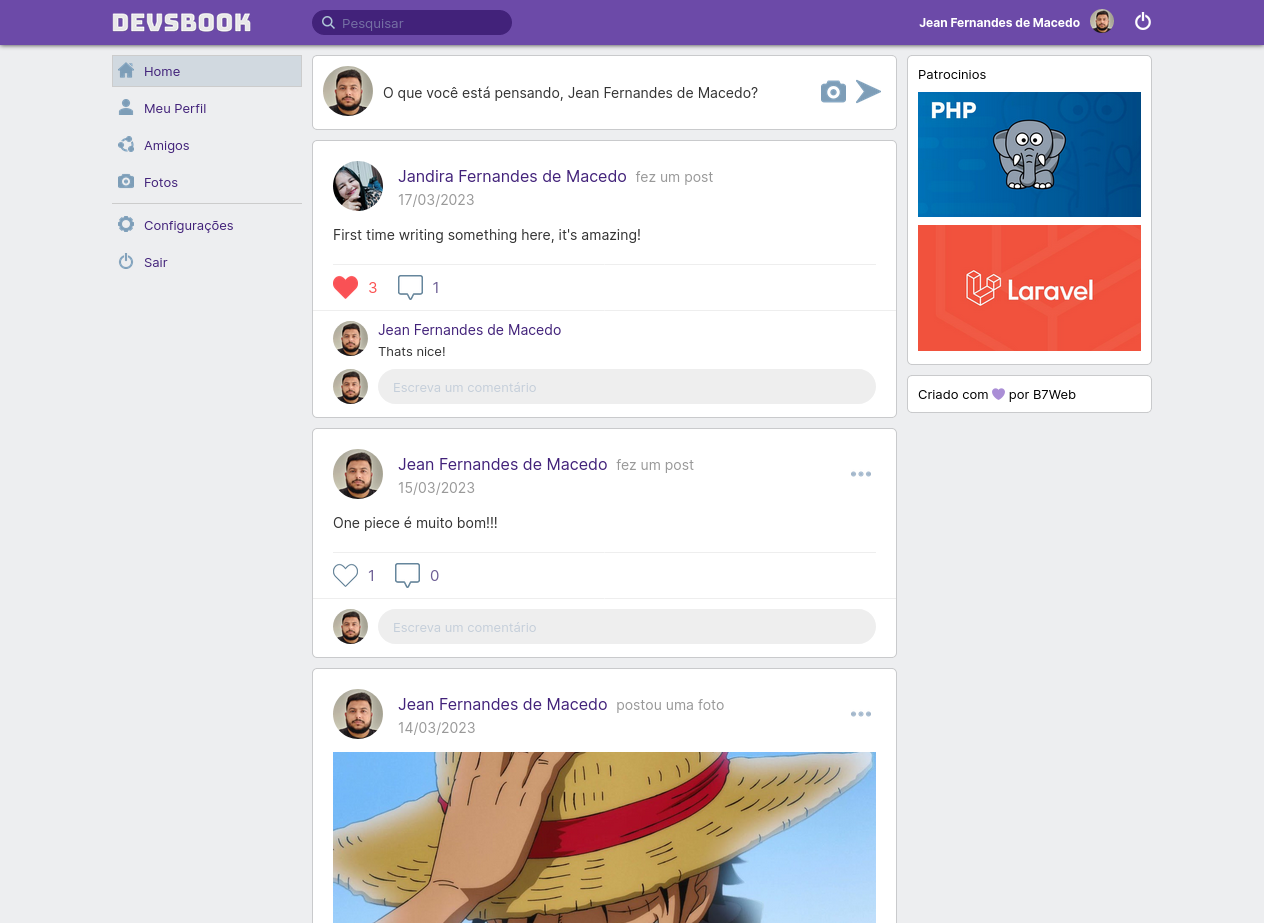 DEVSBOOK
Pesquisar
Jean Fernandes de Macedo
Home
Meu Perfil
Amigos
Fotos
Configurações
Sair
O que você está pensando, Jean Fernandes de Macedo?
Jandira Fernandes de Macedo fez um post
17/03/2023
First time writing something here, it's amazing!
3 1
Jean Fernandes de Macedo
Thats nice!
Escreva um comentário
Jean Fernandes de Macedo fez um post
15/03/2023
One piece é muito bom!!!
1 0
Escreva um comentário
Jean Fernandes de Macedo postou uma foto
14/03/2023
Patrocinios
PHP
Laravel
Criado com 💜 por B7Web